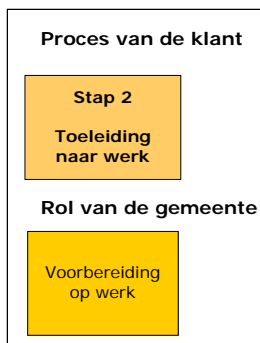 Proces van de klant
Stap 2
Toeleiding
naar werk
Rol van de gemeente
Voorbereiding
op werk